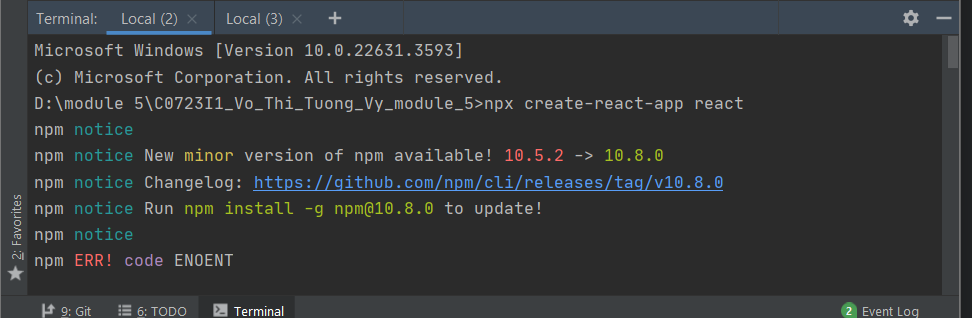 Terminal: Local (2) × Local (3) × +
Microsoft Windows [Version 10.0.22631.3593]
(c) Microsoft Corporation. All rights reserved.
D:\module 5\C0723I1_Vo_Thi_Tuong_Vy_module_5>npx create-react-app react
npm notice
npm notice New minor version of npm available! 10.5.2 -> 10.8.0
npm notice Changelog: https://github.com/npm/cli/releases/tag/v10.8.0
npm notice Run npm install -g npm@10.8.0 to update!
npm notice
npm ERR! code ENOENT
2: Favorites
9: Git 6: TODO Terminal 2 Event Log